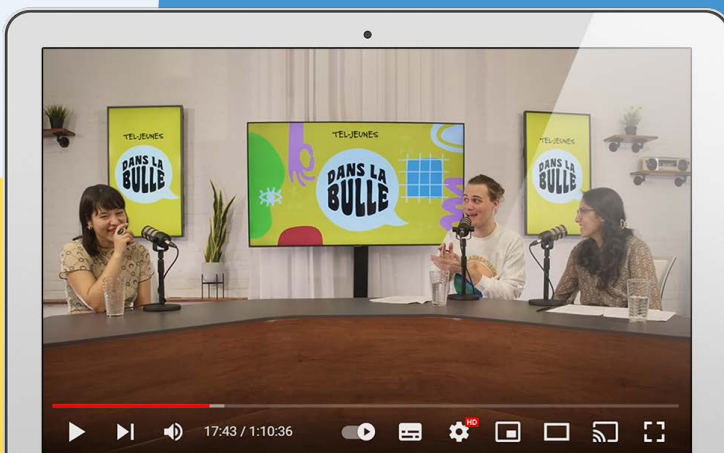 TEL-JEUNES
DANS LA
BULLE
TEL-JEUNES
DANS LA
BULLE
TEL-JEUNES
DANS LA
BULLE
17:43 / 1:10:36
HD